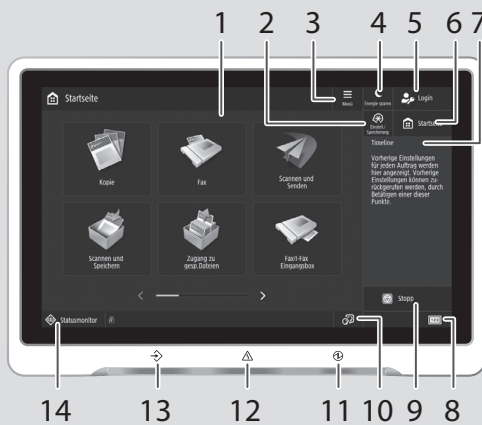 1 2 3 4 5 6 7
Startseite
Menü
Energie sparen
Login
Einstell./
Speicherung
Startseite
Timeline
Vorherige Einstellungen
für jeden Auftrag werden
hier angezeigt. Vorherige
Einstellungen können zu-
rückgerufen werden, durch
Betätigen einer dieser
Punkte.
Kopie
Fax
Scannen und
Senden
Scannen und
Speichern
Zugang zu
gesp.Dateien
Fax/I-Fax
Eingangsbox
Stopp
Statusmonitor
14 13 12 11 10 9 8